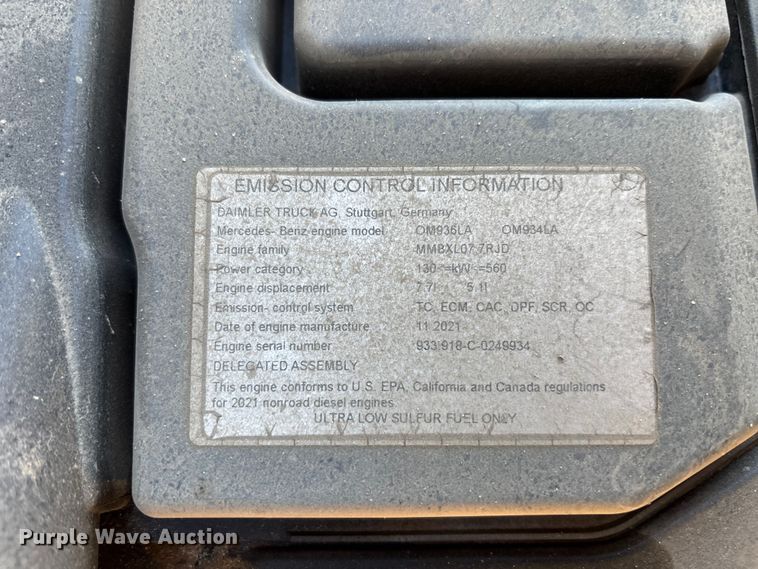 EMISSION CONTROL INFORMATION
DAIMLER TRUCK AG, Stuttgart, Germany
Mercedes- Benz engine model OM936LA OM934LA
Engine family MMBXL07.7RJD
Power category 130 =kW =560
Engine displacement 7.7l 5.1l
Emission- control system TC, ECM, CAC, DPF, SCR, OC
Date of engine manufacture 11.2021
Engine serial number 933.918-C-0249934
DELEGATED ASSEMBLY
This engine conforms to U.S. EPA, California and Canada regulations
for 2021 nonroad diesel engines
ULTRA LOW SULFUR FUEL ONLY
Purple Wave Auction